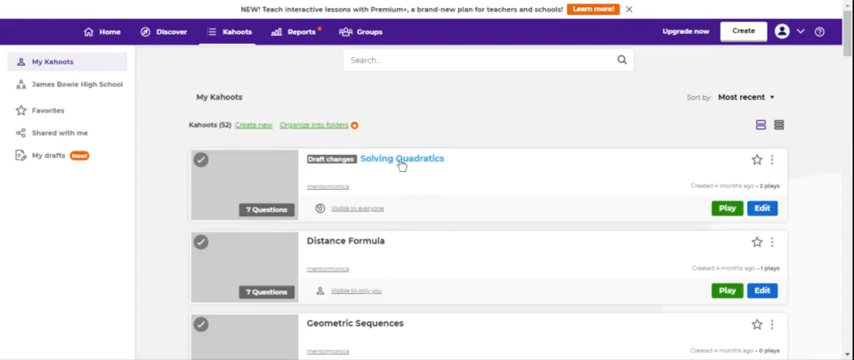 NEW! Teach interactive lessons with Premium+, a brand-new plan for teachers and schools! Learn more!
Home Discover Kahoots Reports Groups Upgrade now Create
My Kahoots
James Bowie High School
Favorites
Shared with me
My drafts New!
Search...
My Kahoots
Sort by: Most recent
Kahoots (52) Create new Organize into folders
Draft changes Solving Quadratics
mentormonica
Created 4 months ago • 2 plays
7 Questions
Visible to everyone
Play Edit
Distance Formula
mentormonica
Created 4 months ago • 1 plays
7 Questions
Visible to only you
Play Edit
Geometric Sequences
mentormonica
Created 4 months ago • 0 plays